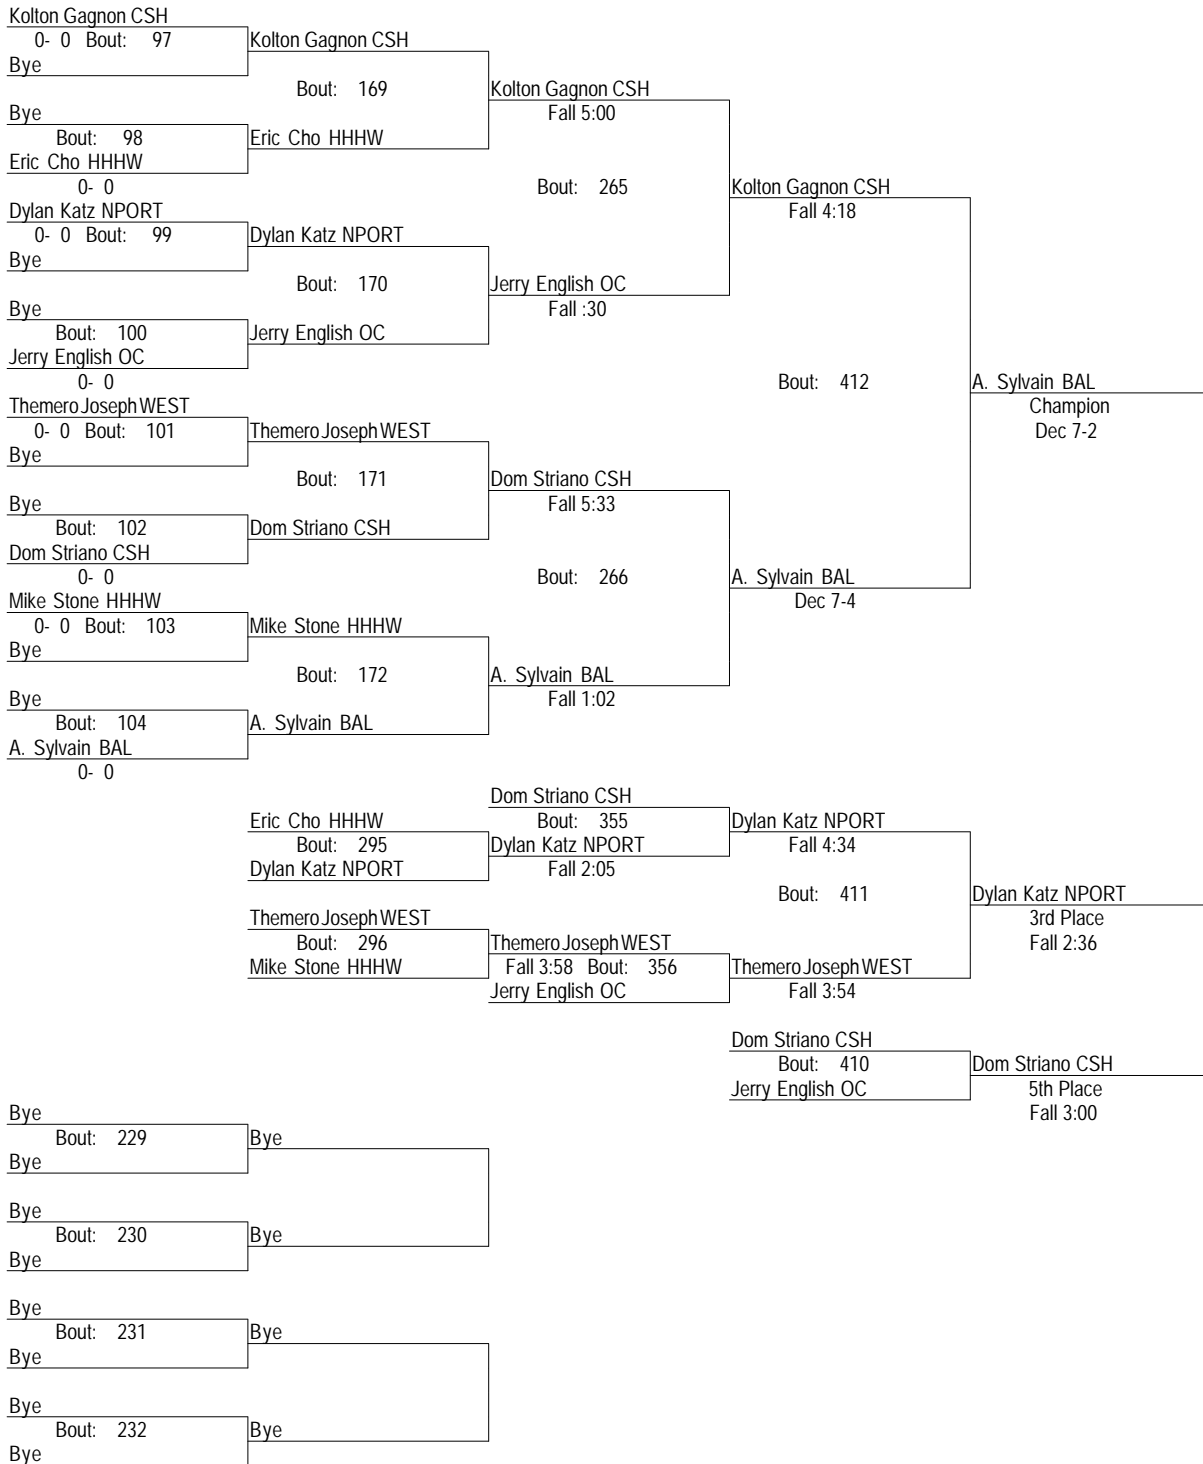 Kolton Gagnon CSH
0- 0 Bout: 97
Bye
Kolton Gagnon CSH
Bout: 169
Bye
Bout: 98
Eric Cho HHHW
0- 0
Eric Cho HHHW
Kolton Gagnon CSH
Fall 5:00
Bout: 265
Dylan Katz NPORT
0- 0 Bout: 99
Bye
Dylan Katz NPORT
Bout: 170
Bye
Bout: 100
Jerry English OC
0- 0
Jerry English OC
Jerry English OC
Fall :30
Kolton Gagnon CSH
Fall 4:18
Bout: 412
Themero Joseph WEST
0- 0 Bout: 101
Bye
Themero Joseph WEST
Bout: 171
Bye
Bout: 102
Dom Striano CSH
0- 0
Dom Striano CSH
Dom Striano CSH
Fall 5:33
Bout: 266
Mike Stone HHHW
0- 0 Bout: 103
Bye
Mike Stone HHHW
Bout: 172
Bye
Bout: 104
A. Sylvain BAL
0- 0
A. Sylvain BAL
A. Sylvain BAL
Fall 1:02
A. Sylvain BAL
Dec 7-4
A. Sylvain BAL
Champion
Dec 7-2
Eric Cho HHHW
Bout: 295
Dylan Katz NPORT
Dom Striano CSH
Bout: 355
Dylan Katz NPORT
Fall 2:05
Dylan Katz NPORT
Fall 4:34
Bout: 411
Themero Joseph WEST
Bout: 296
Mike Stone HHHW
Themero Joseph WEST
Fall 3:58 Bout: 356
Jerry English OC
Themero Joseph WEST
Fall 3:54
Dylan Katz NPORT
3rd Place
Fall 2:36
Dom Striano CSH
Bout: 410
Jerry English OC
Dom Striano CSH
5th Place
Fall 3:00
Bye
Bout: 229
Bye
Bye
Bye
Bout: 230
Bye
Bye
Bye
Bout: 231
Bye
Bye
Bye
Bout: 232
Bye
Bye